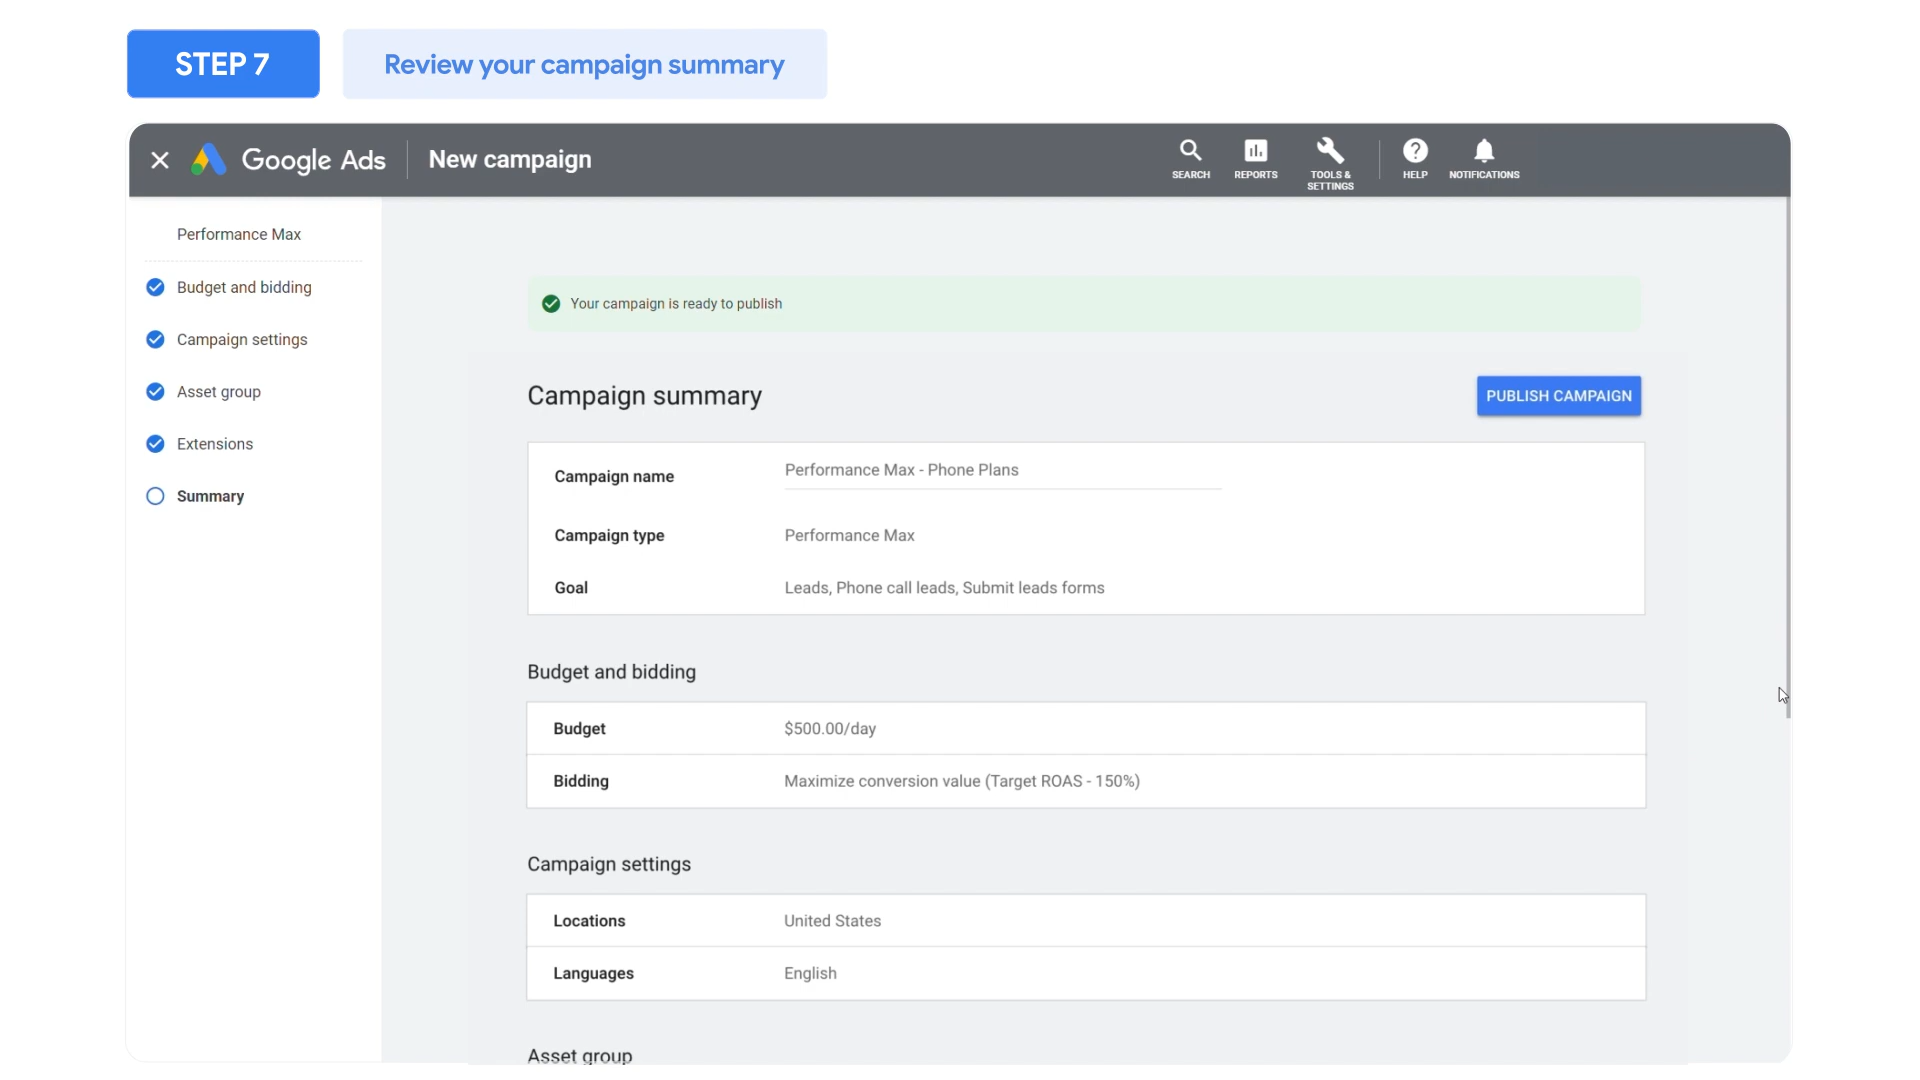 STEP 7
Review your campaign summary
Google Ads
New campaign
SEARCH
REPORTS
TOOLS &
SETTINGS
HELP
NOTIFICATIONS
Performance Max
Budget and bidding
Campaign settings
Asset group
Extensions
Summary
Your campaign is ready to publish
Campaign summary
PUBLISH CAMPAIGN
Campaign name Performance Max - Phone Plans
Campaign type Performance Max
Goal Leads, Phone call leads, Submit leads forms
Budget and bidding
Budget $500.00/day
Bidding Maximize conversion value (Target ROAS - 150%)
Campaign settings
Locations United States
Languages English
Asset group